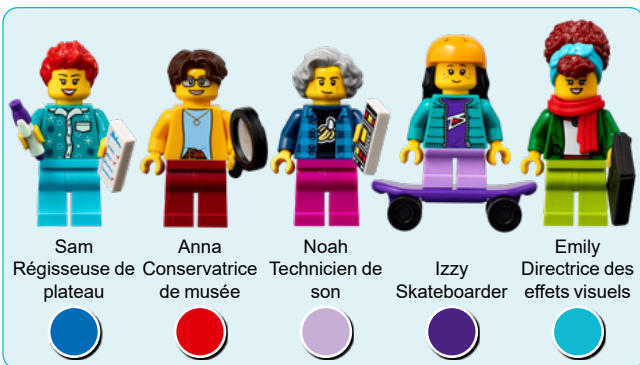 Sam
Régisseuse de
plateau
Anna
Conservatrice
de musée
Noah
Technicien de
son
Izzy
Skateboarder
Emily
Directrice des
effets visuels